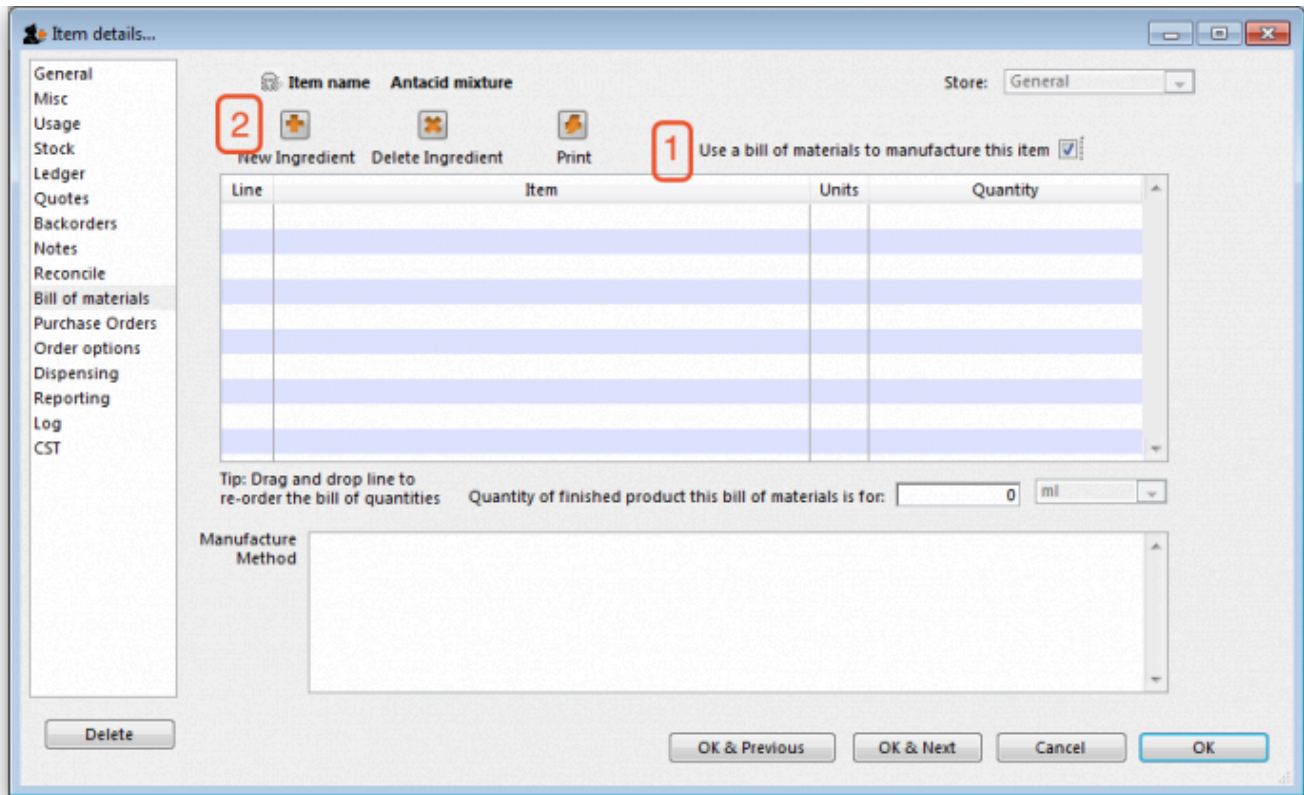 Item details...
General
Misc
Usage
Stock
Ledger
Quotes
Backorders
Notes
Reconcile
Bill of materials
Purchase Orders
Order options
Dispensing
Reporting
Log
CST
Delete
Item name Antacid mixture
Store: General
2
New Ingredient Delete Ingredient Print
1
Use a bill of materials to manufacture this item
Line Item Units Quantity
Tip: Drag and drop line to
re-order the bill of quantities
Quantity of finished product this bill of materials is for: 0 ml
Manufacture
Method
OK & Previous OK & Next Cancel OK